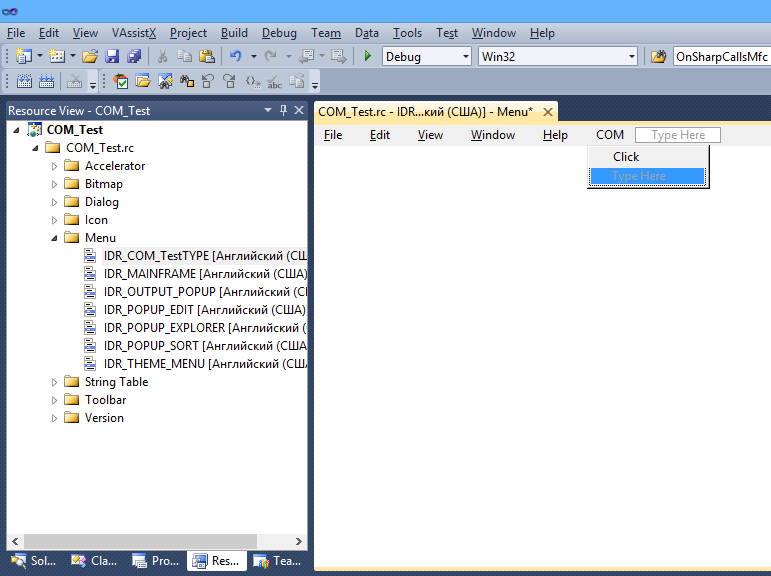 File Edit View VAssistX Project Build Debug Team Data Tools Test Window Help
Debug Win32 OnSharpCallsMfc
abc
Resource View - COM_Test
COM_Test.rc - IDR...кий (США)] - Menu*
File Edit View Window Help COM Type Here
Click
Type Here
COM_Test
COM_Test.rc
Accelerator
Bitmap
Dialog
Icon
Menu
IDR_COM_TestTYPE [Английский (СШ
IDR_MAINFRAME [Английский (США)
IDR_OUTPUT_POPUP [Английский (С
IDR_POPUP_EDIT [Английский (США)
IDR_POPUP_EXPLORER [Английский (
IDR_POPUP_SORT [Английский (США
IDR_THEME_MENU [Английский (СШ
String Table
Toolbar
Version
Sol... Cla... Pro... Res... Tea...